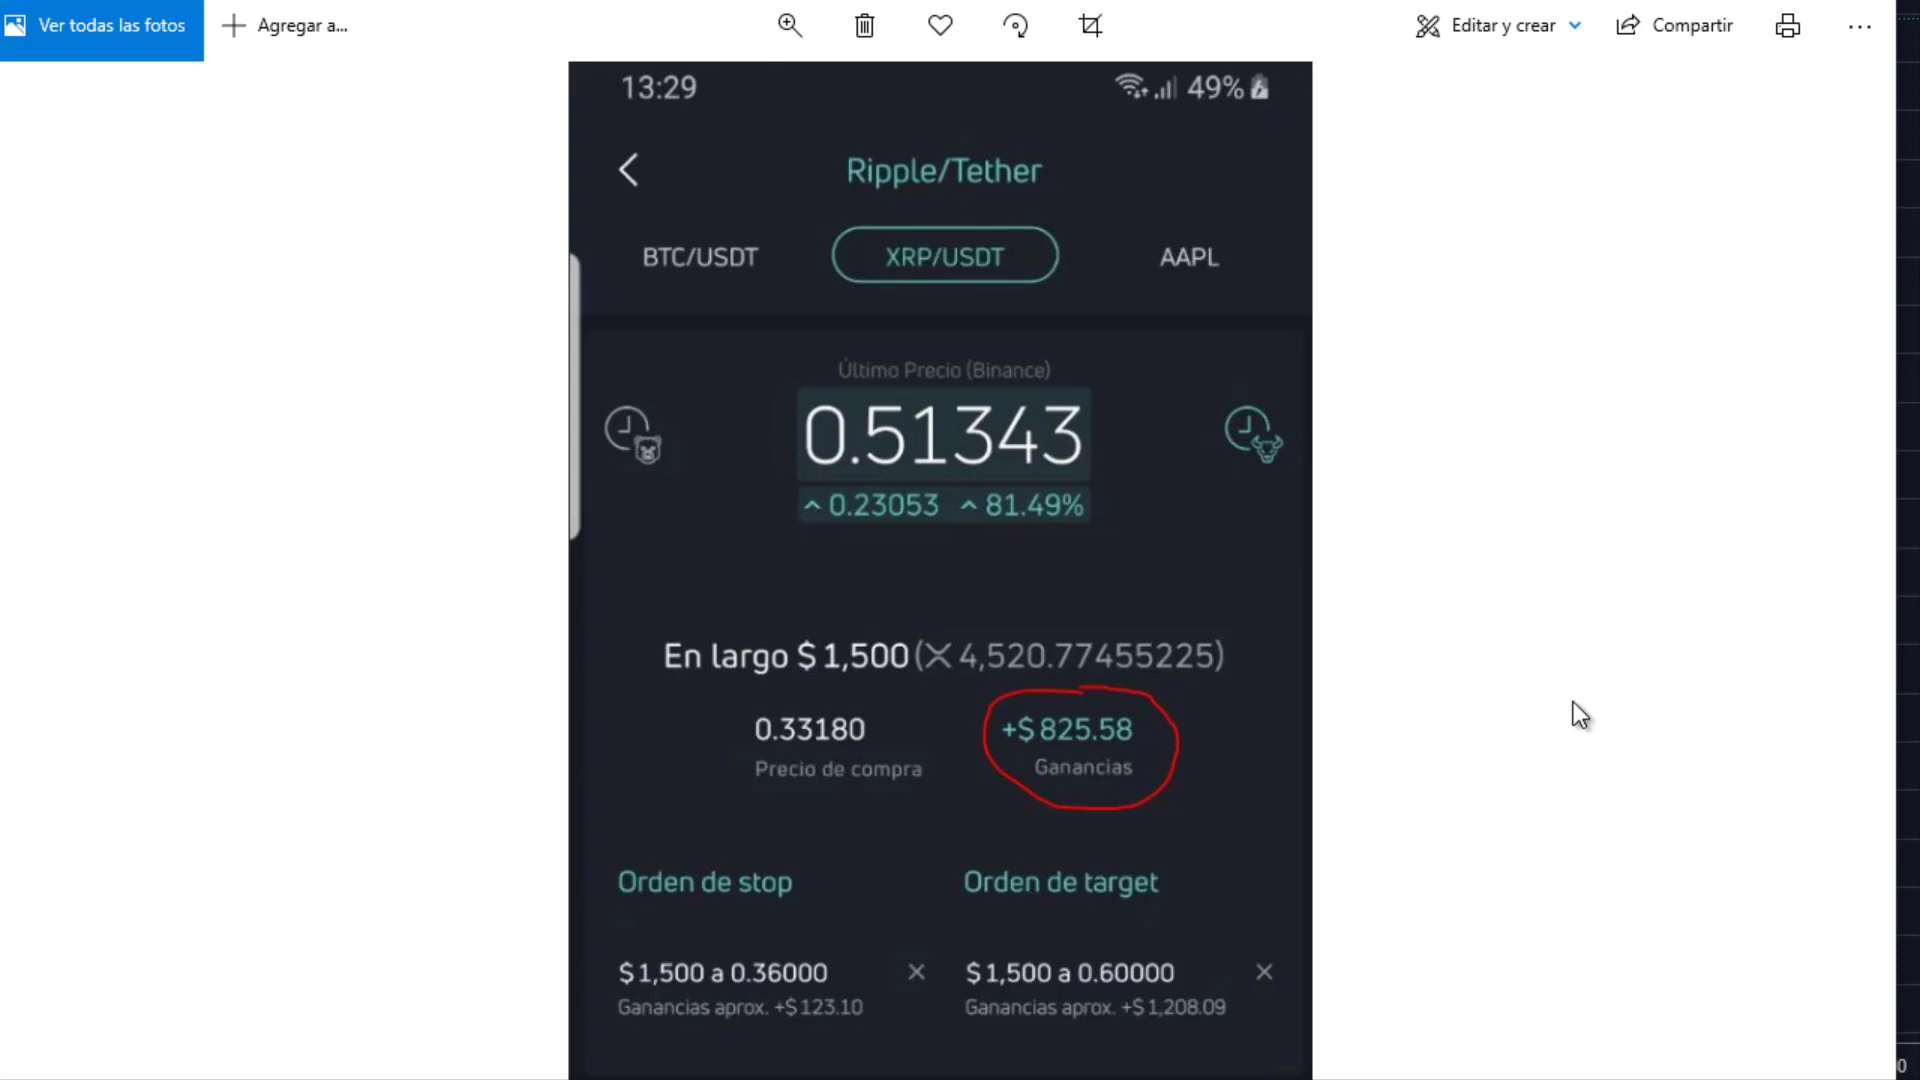 Ver todas las fotos
Agregar a...
Editar y crear
Compartir
13:29
49%
Ripple/Tether
BTC/USDT
XRP/USDT
AAPL
Último Precio (Binance)
0.51343
0.23053 81.49%
En largo $ 1,500 (4,520.77455225)
0.33180
+$ 825.58
Precio de compra
Ganancias
Orden de stop
Orden de target
$ 1,500 a 0.36000
$ 1,500 a 0.60000
Ganancias aprox. +$ 123.10
Ganancias aprox. +$ 1,208.09
0